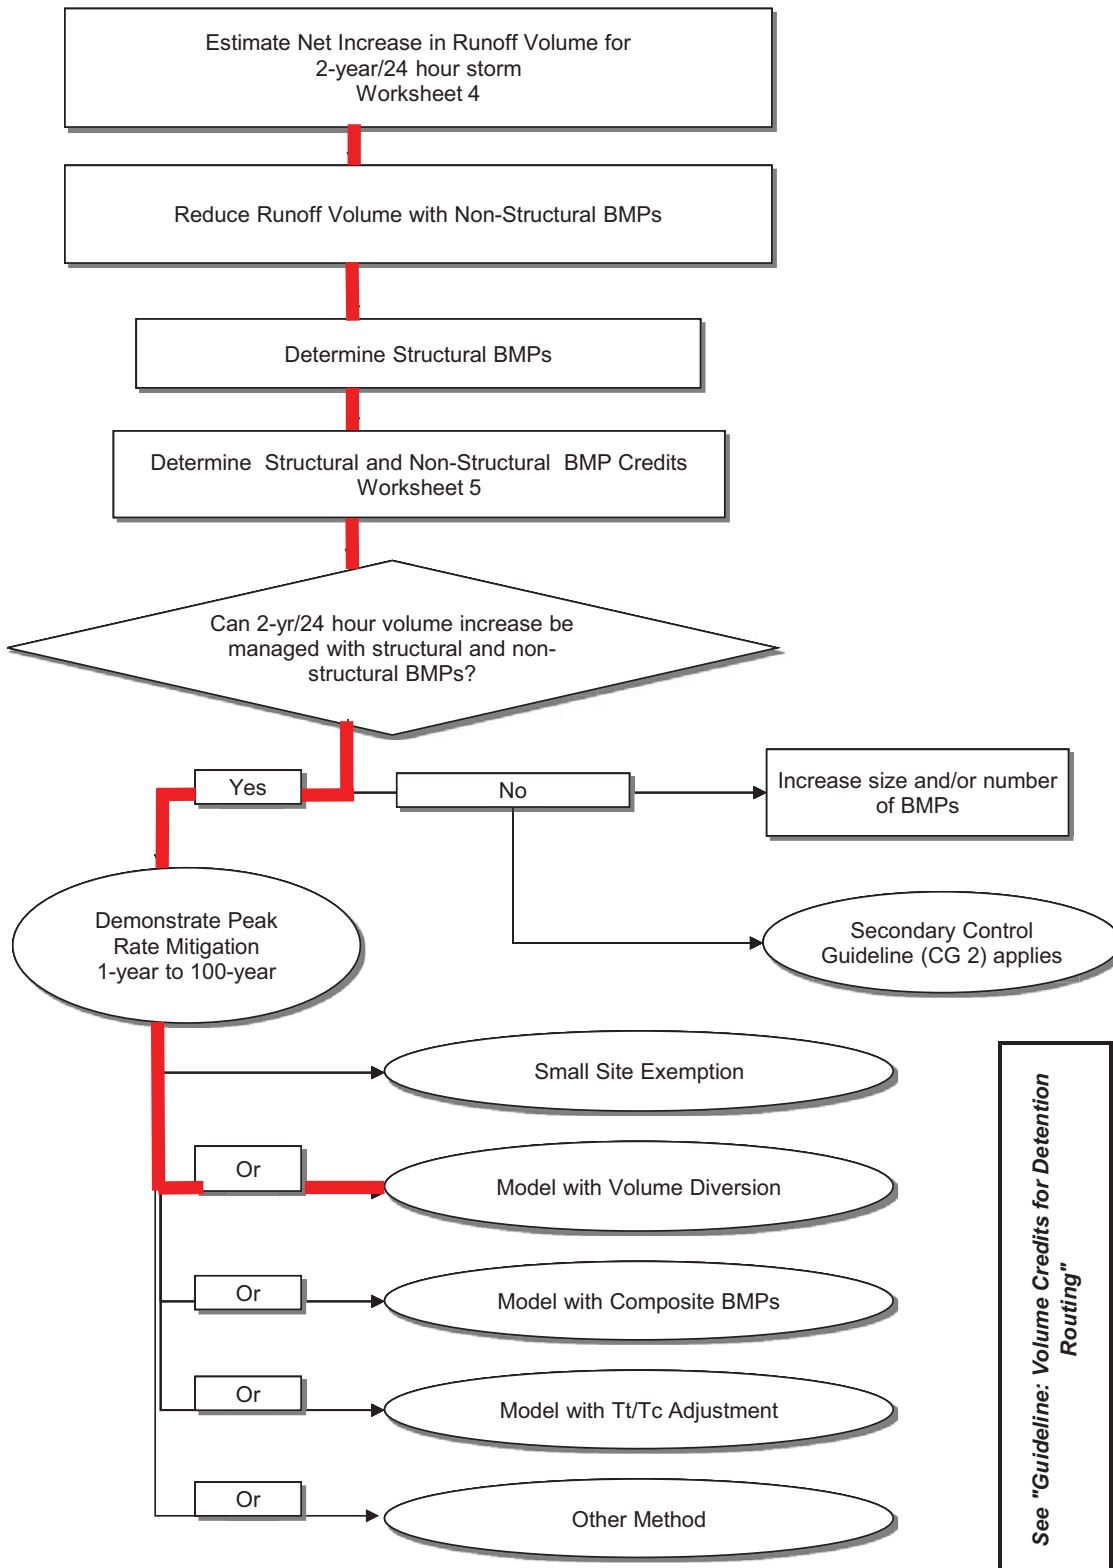 Estimate Net Increase in Runoff Volume for
2-year/24 hour storm
Worksheet 4
Reduce Runoff Volume with Non-Structural BMPs
Determine Structural BMPs
Determine Structural and Non-Structural BMP Credits
Worksheet 5
Can 2-yr/24 hour volume increase be
managed with structural and non-
structural BMPs?
Yes
No
Increase size and/or number
of BMPs
Demonstrate Peak
Rate Mitigation
1-year to 100-year
Secondary Control
Guideline (CG 2) applies
Small Site Exemption
Or
Model with Volume Diversion
Or
Model with Composite BMPs
Or
Model with Tt/Tc Adjustment
Or
Other Method
See "Guideline: Volume Credits for Detention
Routing"